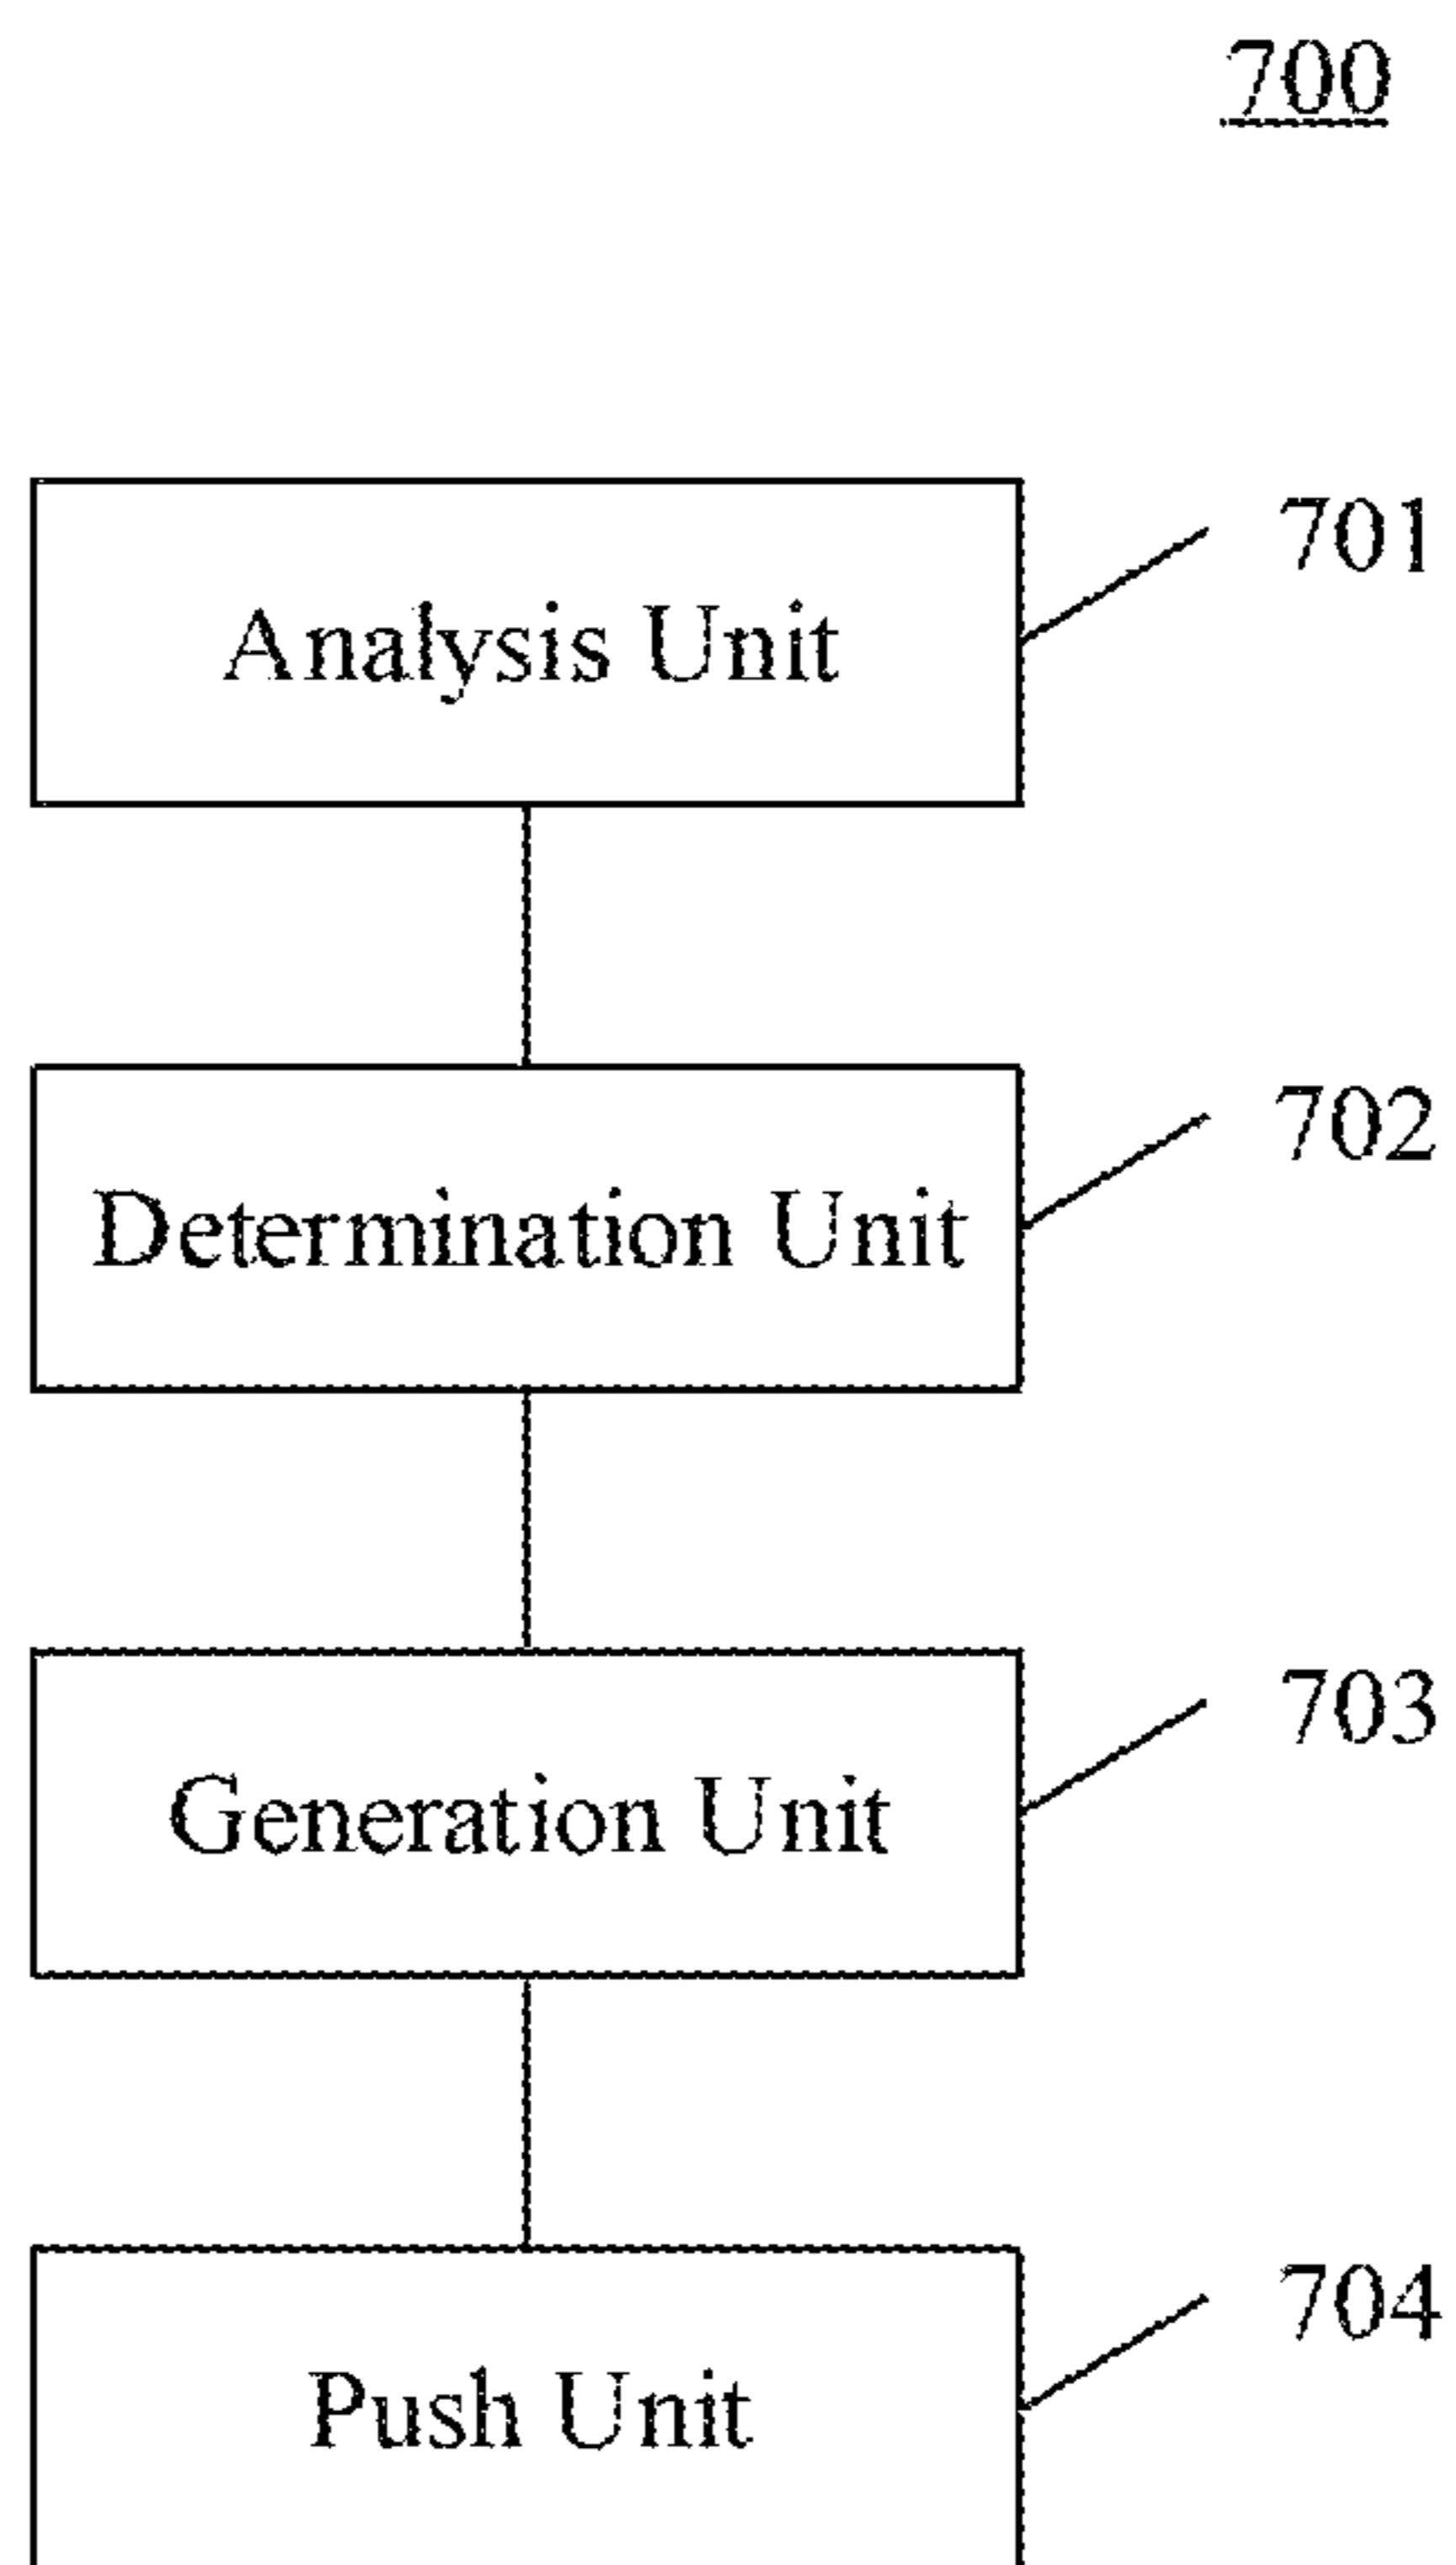 700
701
Analysis Unit
702
Determination Unit
703
Generation Unit
704
Push Unit